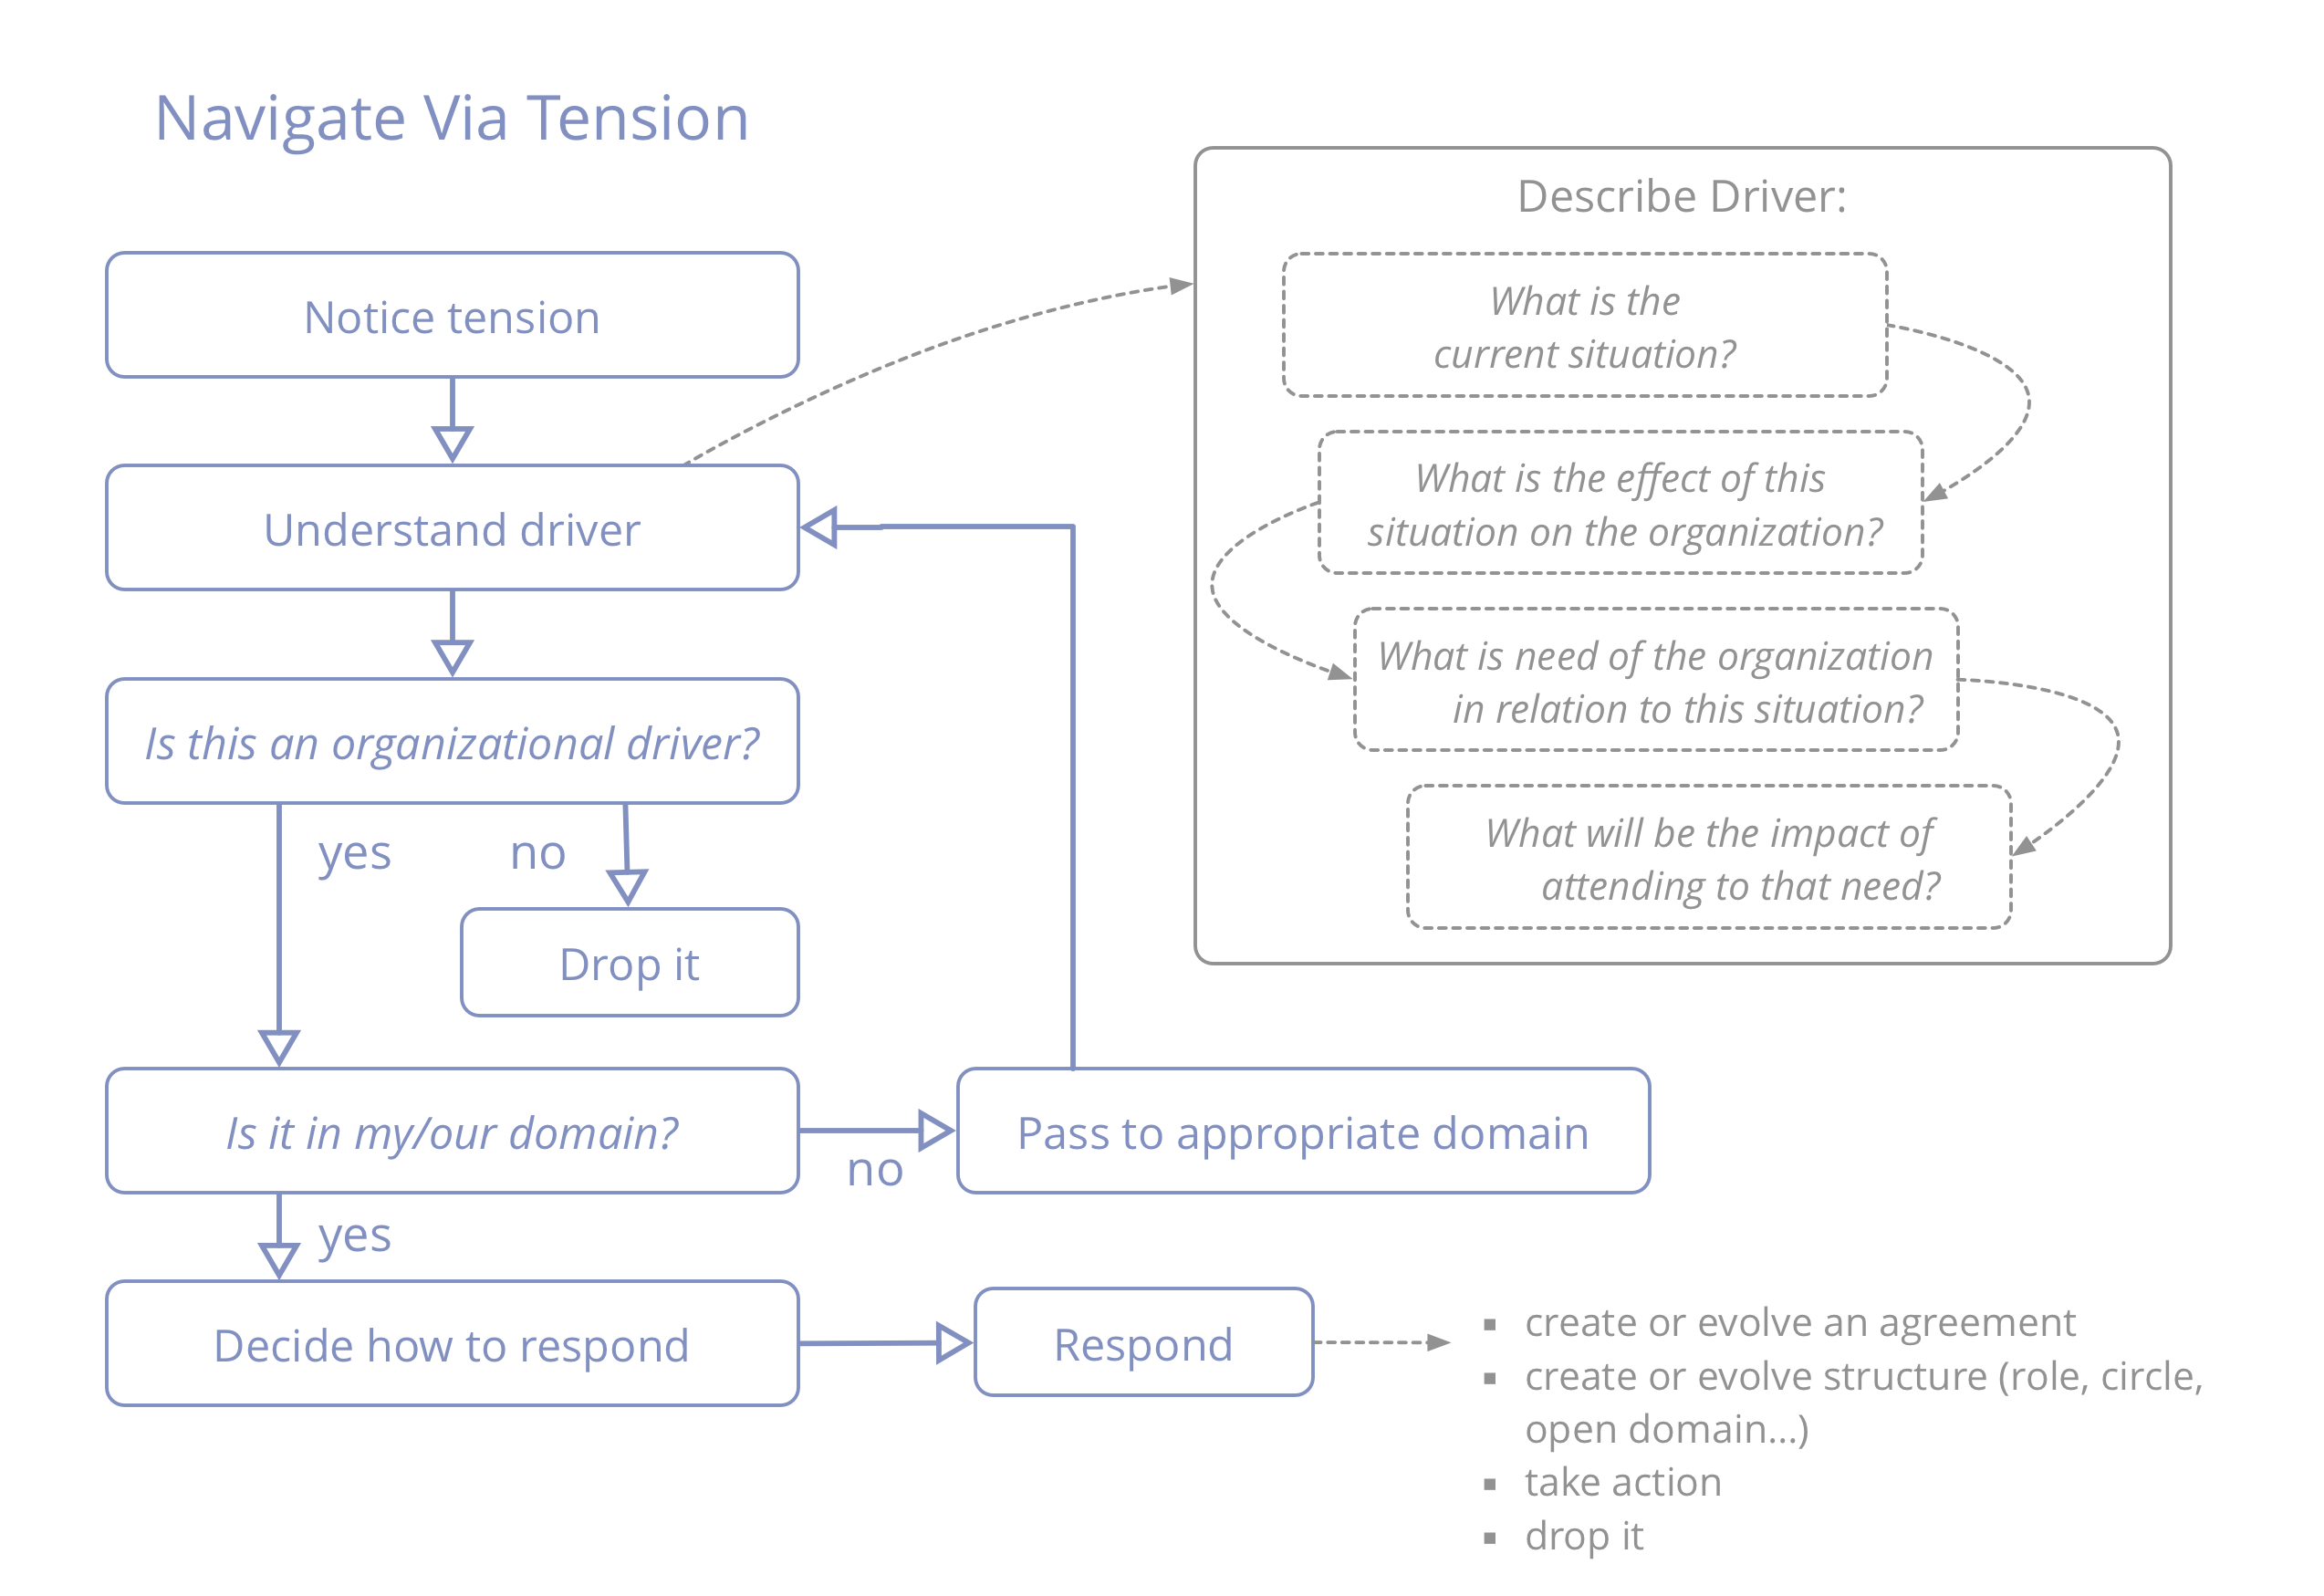 Navigate Via Tension
Notice tension
Understand driver
Is this an organizational driver?
yes
no
Drop it
Is it in my/our domain?
no
Pass to appropriate domain
yes
Decide how to respond
Respond
▪ create or evolve an agreement
▪ create or evolve structure (role, circle,
open domain…)
▪ take action
▪ drop it
Describe Driver:
What is the
current situation?
What is the effect of this
situation on the organization?
What is need of the organization
in relation to this situation?
What will be the impact of
attending to that need?